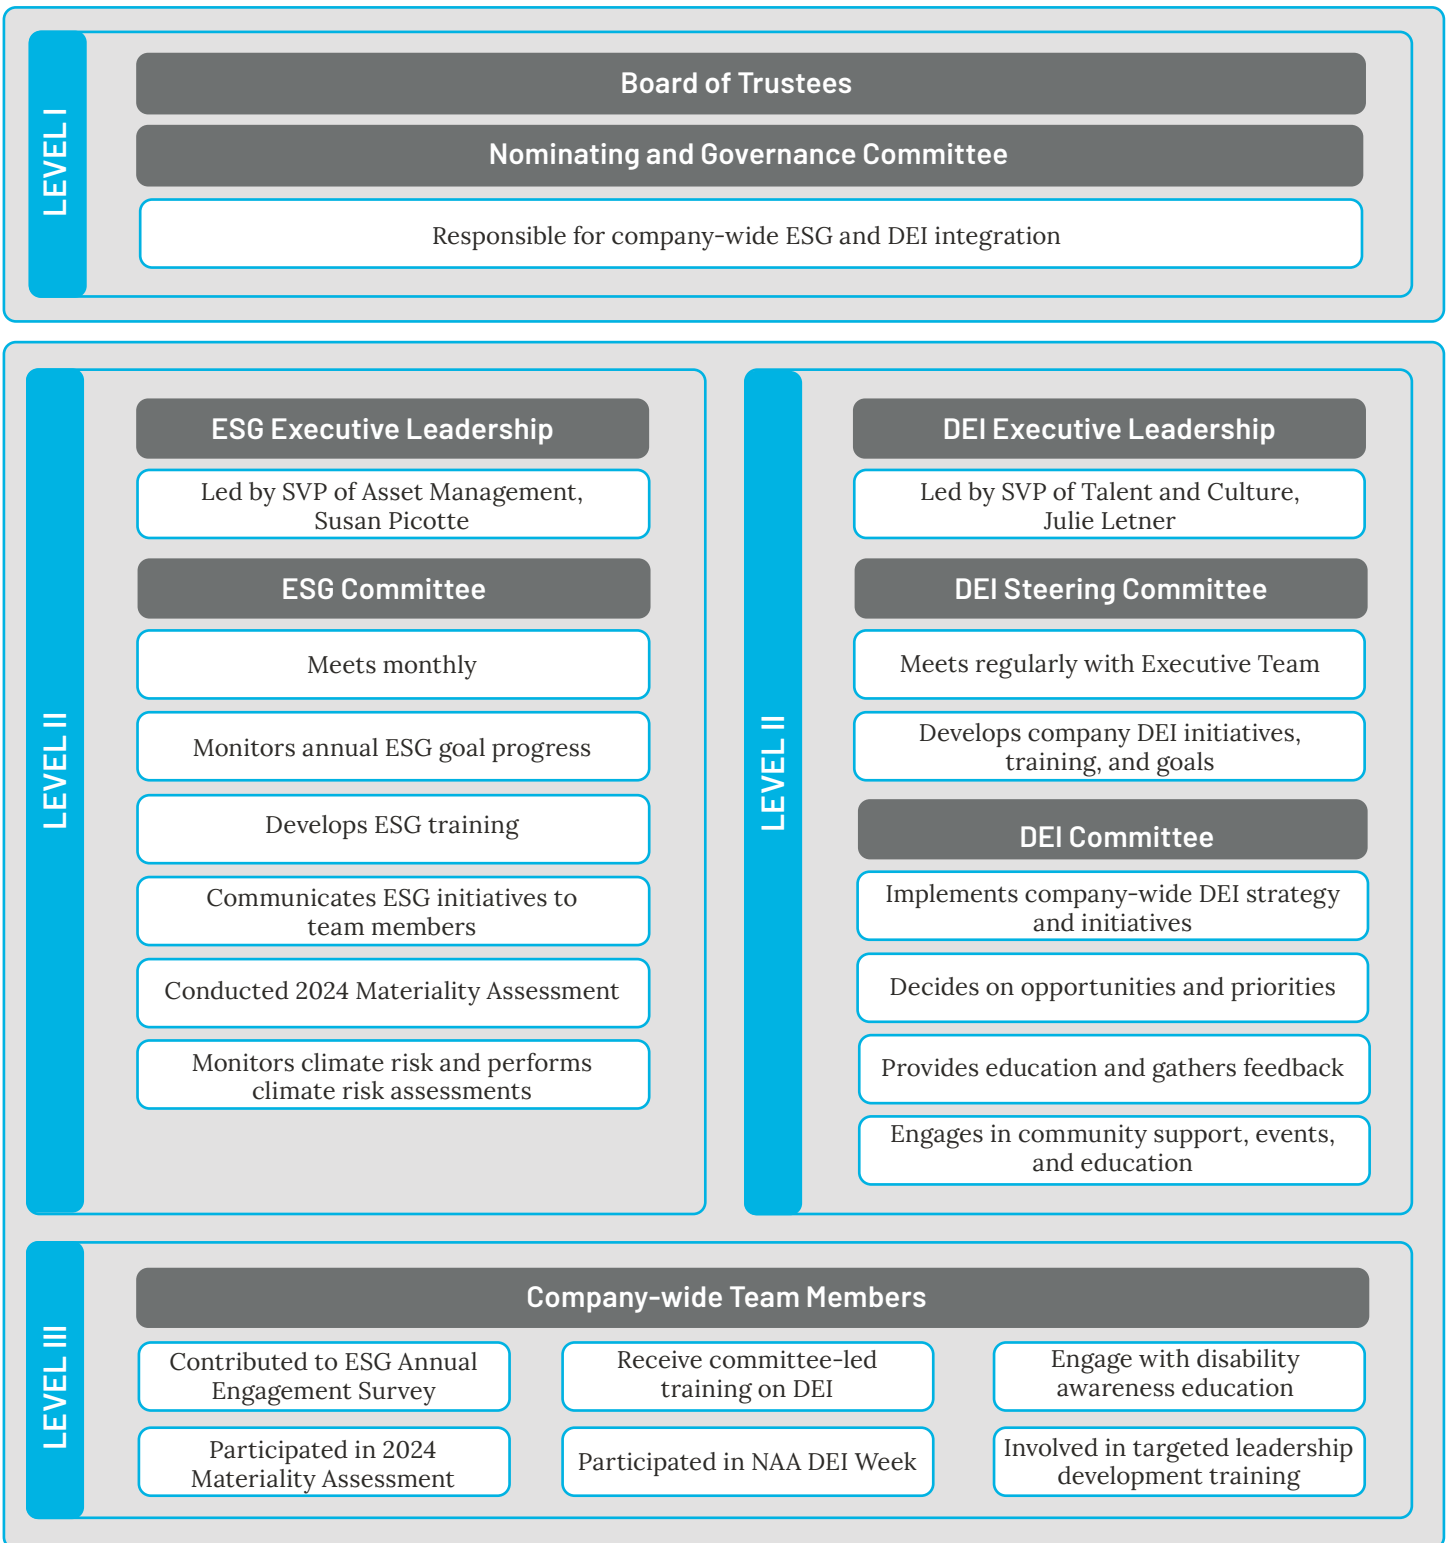 LEVEL I
Board of Trustees
Nominating and Governance Committee
Responsible for company-wide ESG and DEI integration
LEVEL II
ESG Executive Leadership
Led by SVP of Asset Management,
Susan Picotte
ESG Committee
Meets monthly
Monitors annual ESG goal progress
Develops ESG training
Communicates ESG initiatives to
team members
Conducted 2024 Materiality Assessment
Monitors climate risk and performs
climate risk assessments
LEVEL II
DEI Executive Leadership
Led by SVP of Talent and Culture,
Julie Letner
DEI Steering Committee
Meets regularly with Executive Team
Develops company DEI initiatives,
training, and goals
DEI Committee
Implements company-wide DEI strategy
and initiatives
Decides on opportunities and priorities
Provides education and gathers feedback
Engages in community support, events,
and education
LEVEL III
Company-wide Team Members
Contributed to ESG Annual
Engagement Survey
Receive committee-led
training on DEI
Engage with disability
awareness education
Participated in 2024
Materiality Assessment
Participated in NAA DEI Week
Involved in targeted leadership
development training